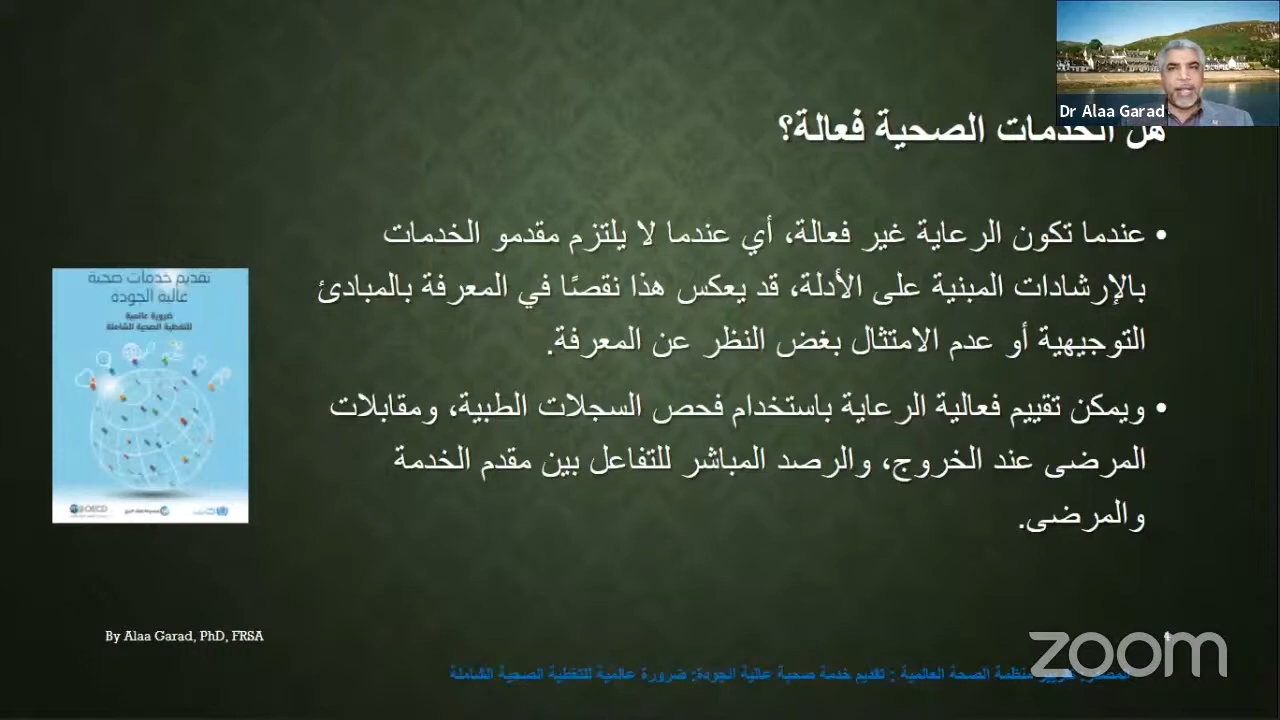 Dr Alaa Garad
هل الخدمات الصحية فعالة؟
• عندما تكون الرعاية غير فعالة، أي عندما لا يلتزم مقدمو الخدمات
بالإرشادات المبنية على الأدلة، قد يعكس هذا نقصًا في المعرفة بالمبادئ
التوجيهية أو عدم الامتثال بغض النظر عن المعرفة.
• ويمكن تقييم فعالية الرعاية باستخدام فحص السجلات الطبية، ومقابلات
المرضى عند الخروج، والرصد المباشر للتفاعل بين مقدم الخدمة
والمرضى.
تقديم خدمات صحية
عالية الجودة
ضرورة عالمية
للتغطية الصحية الشاملة
OECD
By Alaa Garad, PhD, FRSA
4
zoom
المصدر: تقرير منظمة الصحة العالمية : تقديم خدمة صحية عالية الجودة: ضرورة عالمية للتغطية الصحية الشاملة